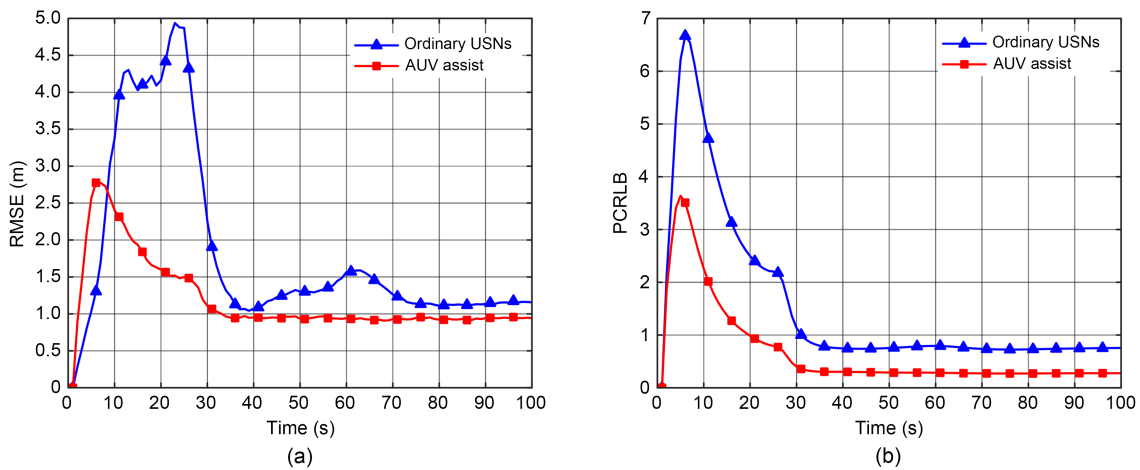 5.0
4.5
4.0
3.5
3.0
2.5
2.0
1.5
1.0
0.5
0
RMSE (m)
Ordinary USNs
AUV assist
0 10 20 30 40 50 60 70 80 90 100
Time (s)
(a)
7
6
5
4
3
2
1
0
PCRLB
Ordinary USNs
AUV assist
0 10 20 30 40 50 60 70 80 90 100
Time (s)
(b)